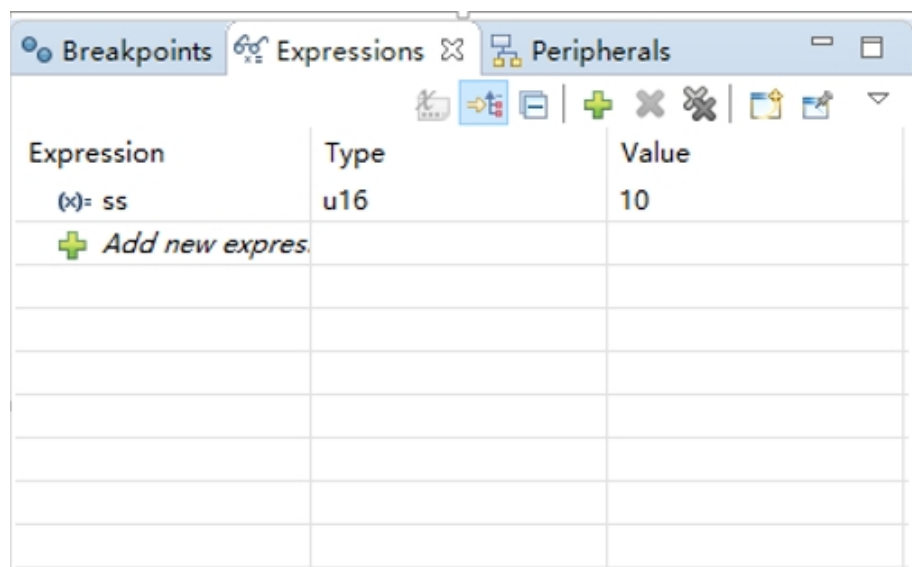 Breakpoints Expressions Peripherals
Expression Type Value
(x)= ss u16 10
Add new expres